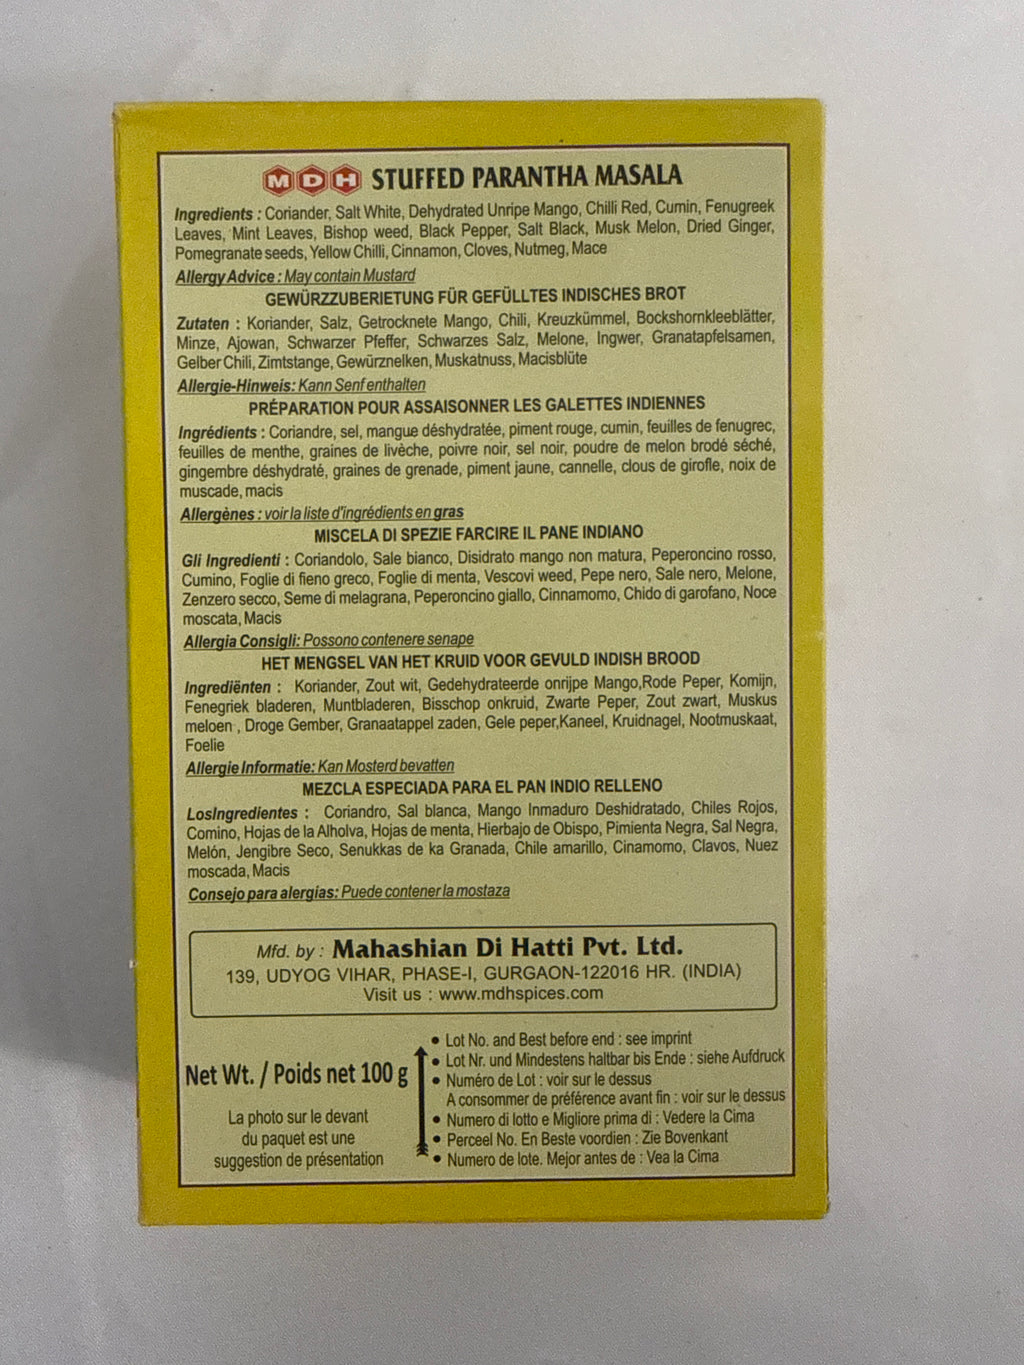 MDH STUFFED PARANTHA MASALA
Ingredients : Coriander, Salt White, Dehydrated Unripe Mango, Chilli Red, Cumin, Fenugreek
Leaves, Mint Leaves, Bishop weed, Black Pepper, Salt Black, Musk Melon, Dried Ginger,
Pomegranate seeds, Yellow Chilli, Cinnamon, Cloves, Nutmeg, Mace
Allergy Advice : May contain Mustard
GEWÜRZZUBERIETUNG FÜR GEFÜLLTES INDISCHES BROT
Zutaten : Koriander, Salz, Getrocknete Mango, Chili, Kreuzkümmel, Bockshornkleeblätter,
Minze, Ajowan, Schwarzer Pfeffer, Schwarzes Salz, Melone, Ingwer, Granatapfelsamen,
Gelber Chili, Zimtstange, Gewürznelken, Muskatnuss, Macisblüte
Allergie-Hinweis: Kann Senf enthalten
PRÉPARATION POUR ASSAISONNER LES GALETTES INDIENNES
Ingrédients : Coriandre, sel, mangue déshydratée, piment rouge, cumin, feuilles de fenugrec,
feuilles de menthe, graines de livèche, poivre noir, sel noir, poudre de melon brodé séché,
gingembre déshydraté, graines de grenade, piment jaune, cannelle, clous de girofle, noix de
muscade, macis
Allergènes : voir la liste d'ingrédients en gras
MISCELA DI SPEZIE FARCIRE IL PANE INDIANO
Gli Ingredienti : Coriandolo, Sale bianco, Disidrato mango non matura, Peperoncino rosso,
Cumino, Foglie di fieno greco, Foglie di menta, Vescovi weed, Pepe nero, Sale nero, Melone,
Zenzero secco, Seme di melagrana, Peperoncino giallo, Cinnamomo, Chido di garofano, Noce
moscata, Macis
Allergia Consigli: Possono contenere senape
HET MENGSEL VAN HET KRUID VOOR GEVULD INDISH BROOD
Ingrediënten : Koriander, Zout wit, Gedehydrateerde onrijpe Mango,Rode Peper, Komijn,
Fenegriek bladeren, Muntbladeren, Bisschop onkruid, Zwarte Peper, Zout zwart, Muskus
meloen , Droge Gember, Granaatappel zaden, Gele peper,Kaneel, Kruidnagel, Nootmuskaat,
Foelie
Allergie Informatie: Kan Mosterd bevatten
MEZCLA ESPECIADA PARA EL PAN INDIO RELLENO
LosIngredientes : Coriandro, Sal blanca, Mango Inmaduro Deshidratado, Chiles Rojos,
Comino, Hojas de la Alholva, Hojas de menta, Hierbajo de Obispo, Pimienta Negra, Sal Negra,
Melón, Jengibre Seco, Senukkas de ka Granada, Chile amarillo, Cinamomo, Clavos, Nuez
moscada, Macis
Consejo para alergias: Puede contener la mostaza
Mfd. by : Mahashian Di Hatti Pvt. Ltd.
139, UDYOG VIHAR, PHASE-I, GURGAON-122016 HR. (INDIA)
Visit us : www.mdhspices.com
Net Wt. / Poids net 100 g
La photo sur le devant
du paquet est une
suggestion de présentation
• Lot No. and Best before end : see imprint
• Lot Nr. und Mindestens haltbar bis Ende : siehe Aufdruck
• Numéro de Lot : voir sur le dessus
A consommer de préférence avant fin : voir sur le dessus
• Numero di lotto e Migliore prima di : Vedere la Cima
• Perceel No. En Beste voordien : Zie Bovenkant
• Numero de lote. Mejor antes de : Vea la Cima